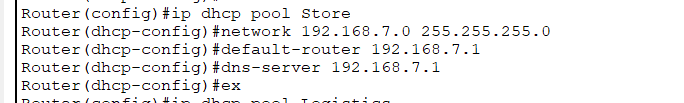 Router(config)#ip dhcp pool Store
Router(dhcp-config)#network 192.168.7.0 255.255.255.0
Router(dhcp-config)#default-router 192.168.7.1
Router(dhcp-config)#dns-server 192.168.7.1
Router(dhcp-config)#ex
Router(config)#ip dhcp pool Logistics